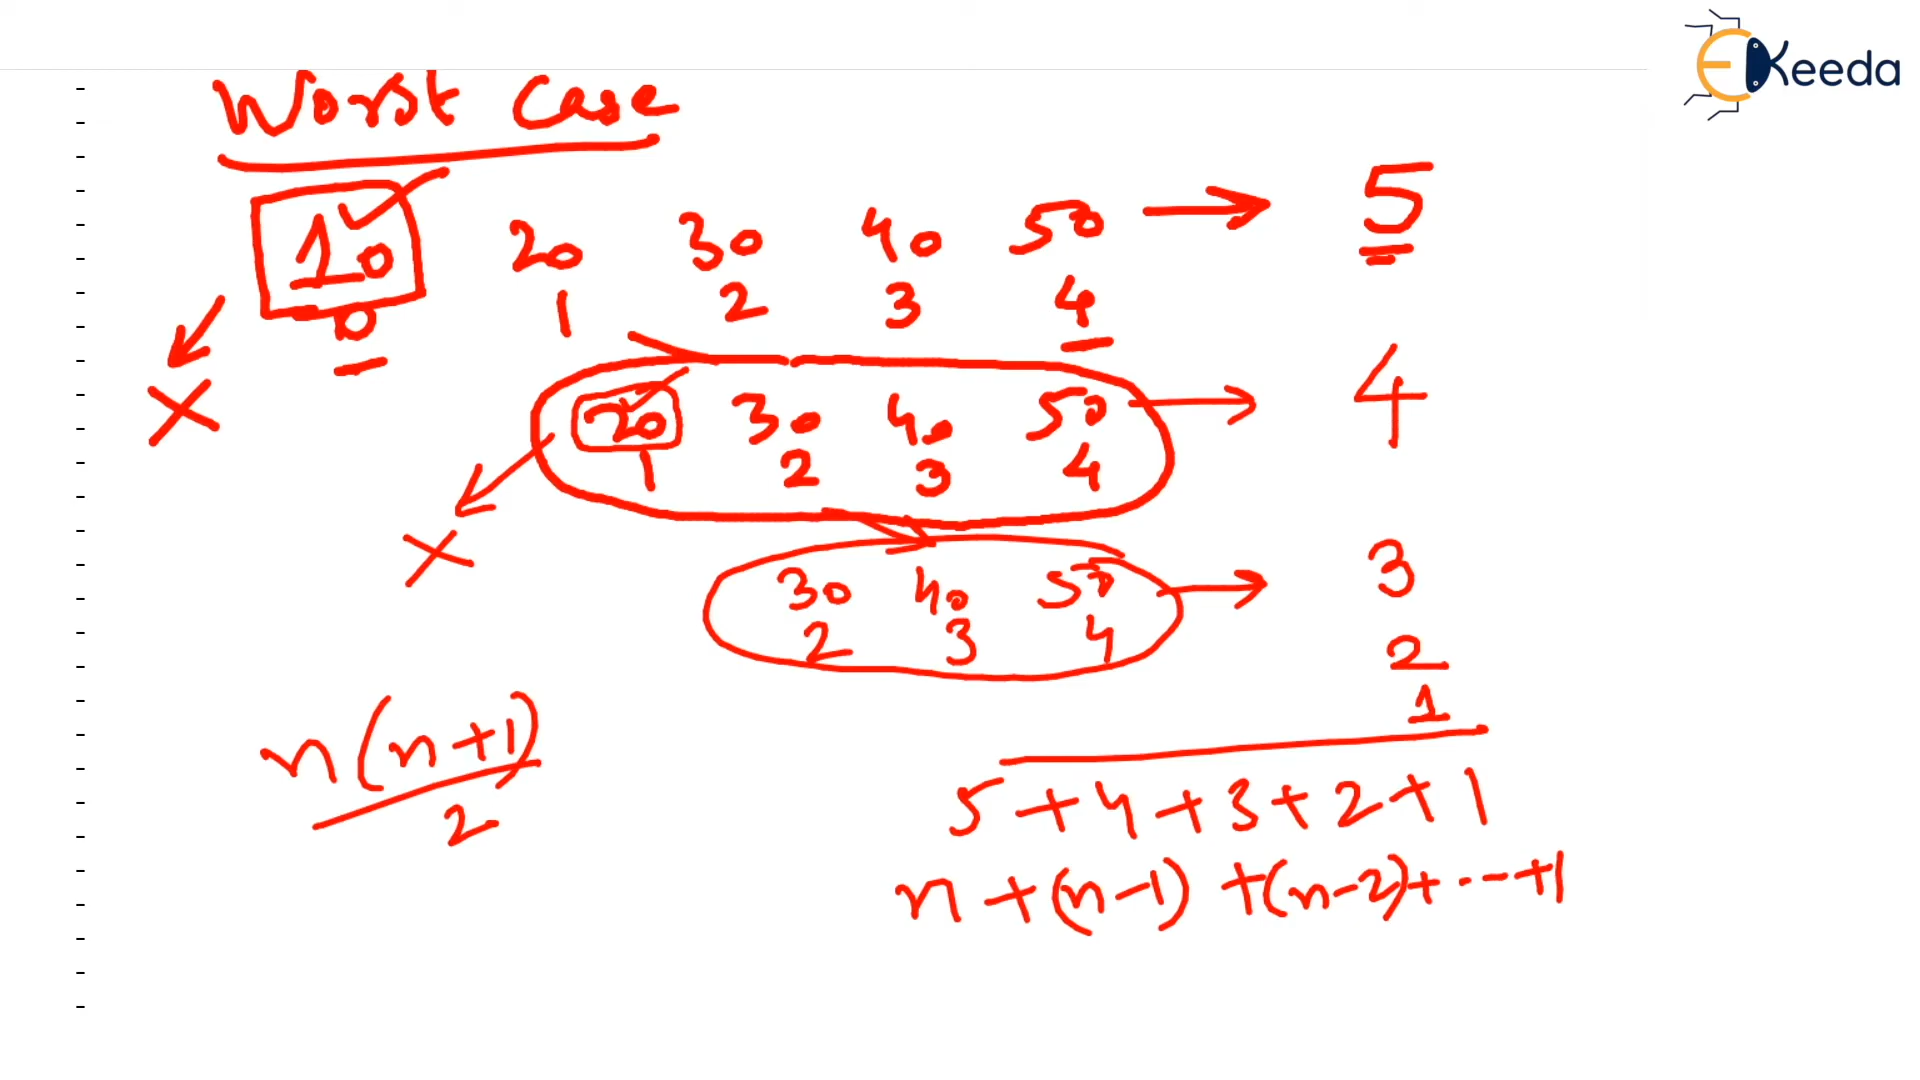 EKeeda
Worst Case
10 20 30 40 50 → 5
0 1 2 3 4
20 30 40 50 → 4
1 2 3 4
30 40 50 → 3
2 3 4
2
1
n(n+1)
2
5+4+3+2+1
n+(n-1)+(n-2)+...+1